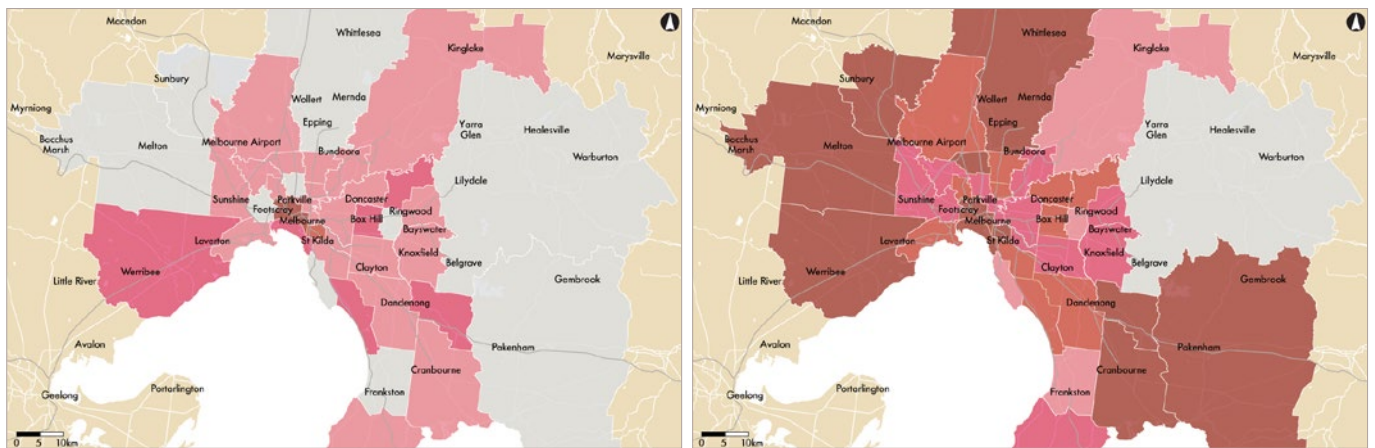 Macedon
Whittlesea
Kinglake
Marysville
Sunbury
Myrniong
Wollert
Mernda
Yarra
Glen
Healesville
Bacchus
Marsh
Melton
Melbourne Airport
Epping
Bundoora
Warburton
Lilydale
Sunshine
Footscray
Parkville
Doncaster
Ringwood
Melbourne
Box Hill
Bayswater
Laverton
St Kilda
Knoxfield
Werribee
Clayton
Belgrave
Little River
Gembrook
Dandenong
Avalon
Pakenham
Cranbourne
Portarlington
Frankston
Geelong
0 5 10km
Macedon
Whittlesea
Kinglake
Marysville
Sunbury
Myrniong
Wollert
Mernda
Yarra
Glen
Healesville
Bacchus
Marsh
Melton
Melbourne Airport
Epping
Bundoora
Warburton
Lilydale
Sunshine
Footscray
Parkville
Doncaster
Ringwood
Melbourne
Box Hill
Bayswater
Laverton
St Kilda
Knoxfield
Werribee
Clayton
Belgrave
Little River
Gembrook
Dandenong
Avalon
Pakenham
Cranbourne
Portarlington
Frankston
Geelong
0 5 10km